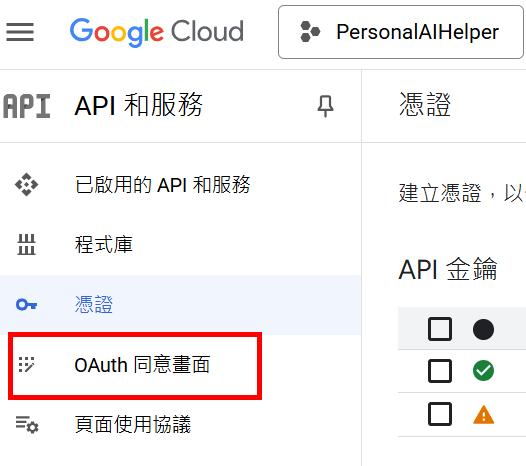 Google Cloud
PersonalAIHelper
API
API 和服務
憑證
已啟用的 API 和服務
建立憑證，以
程式庫
API 金鑰
憑證
OAuth 同意畫面
頁面使用協議